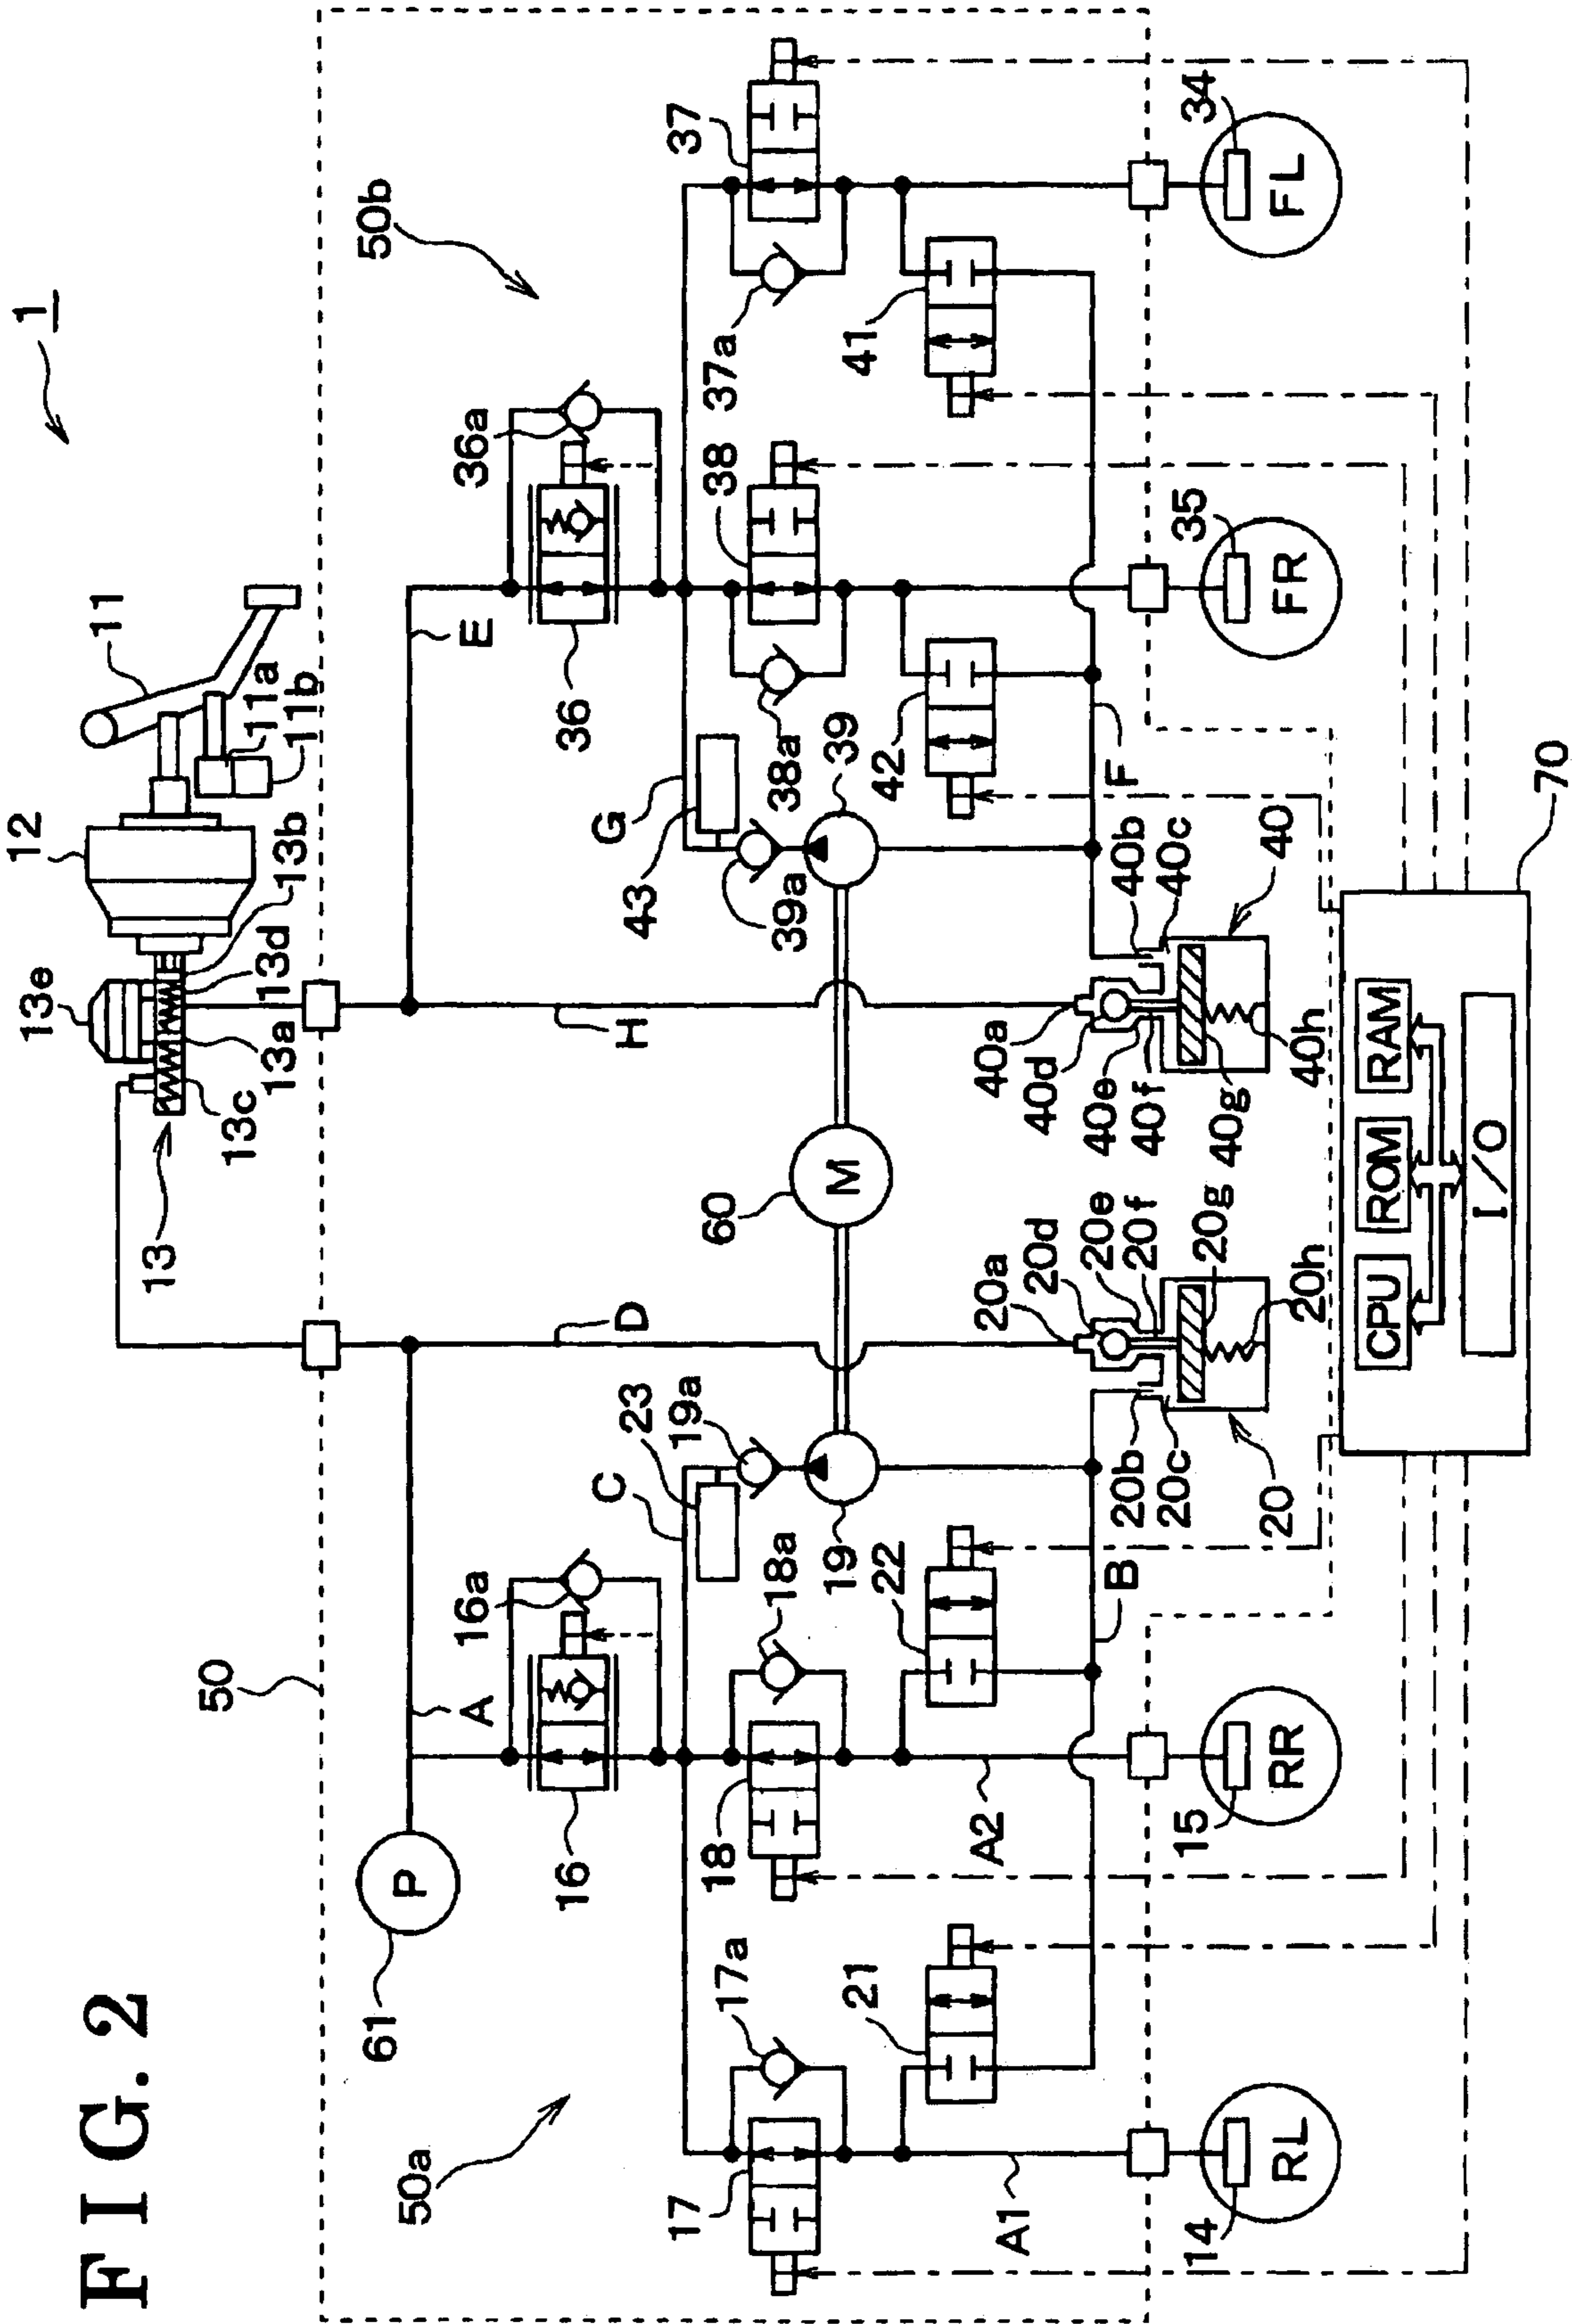 FIG. 2
1
11
11a
11b
12
13b
13d
13a
13c
13e
13
50
50a
50b
P
61
A
D
H
E
16a
16
36a
36
C
G
23
43
19a
39a
17a
17
18a
18
38a
38
37a
37
19
39
60
M
21
22
42
41
A1
A2
B
F
20a
20d
20e
20f
20g
20h
20b
20c
20
40a
40d
40e
40f
40g
40h
40b
40c
40
14
RL
15
RR
35
FR
34
FL
CPU
ROM
RAM
I/O
70